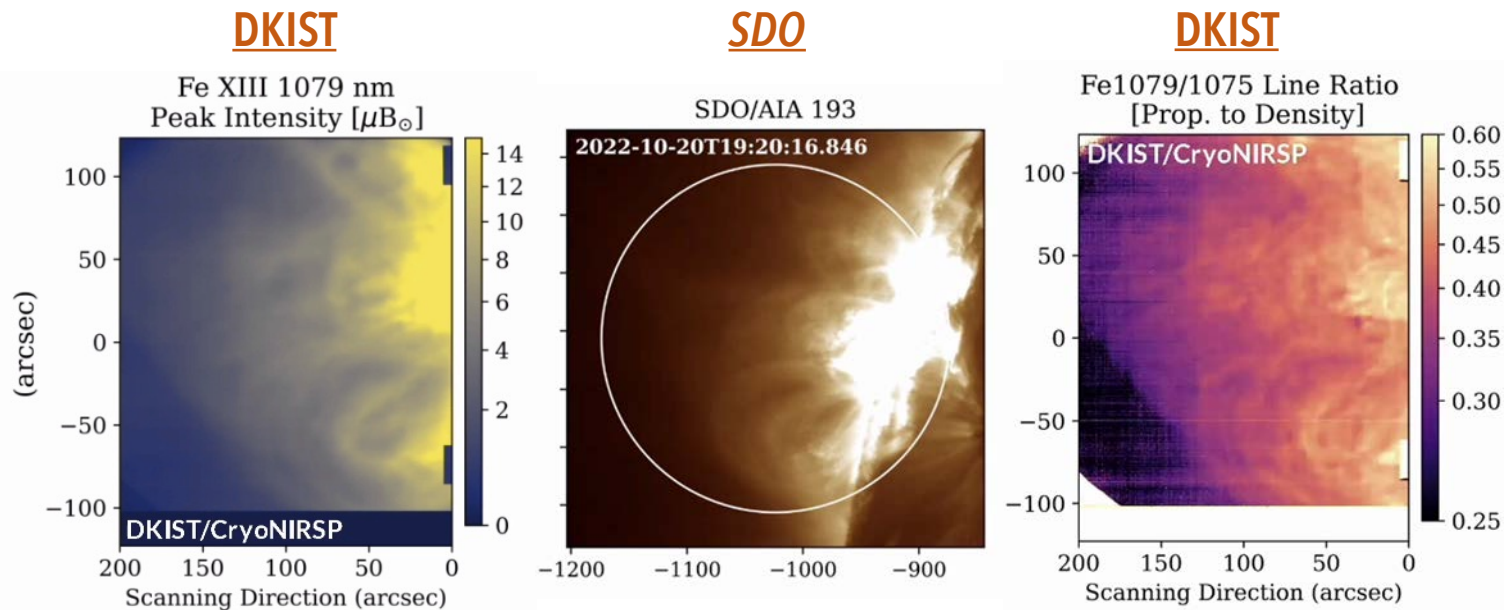 DKIST
SDO
DKIST
Fe XIII 1079 nm
Peak Intensity [μB⊙]
100
50
0
−50
−100
(arcsec)
DKIST/CryoNIRSP
200 150 100 50 0
Scanning Direction (arcsec)
14
12
10
8
6
4
2
0
SDO/AIA 193
2022-10-20T19:20:16.846
−1200 −1100 −1000 −900
Fe1079/1075 Line Ratio
[Prop. to Density]
DKIST/CryoNIRSP
100
50
0
−50
−100
200 150 100 50 0
Scanning Direction (arcsec)
0.60
0.55
0.50
0.45
0.40
0.35
0.30
0.25